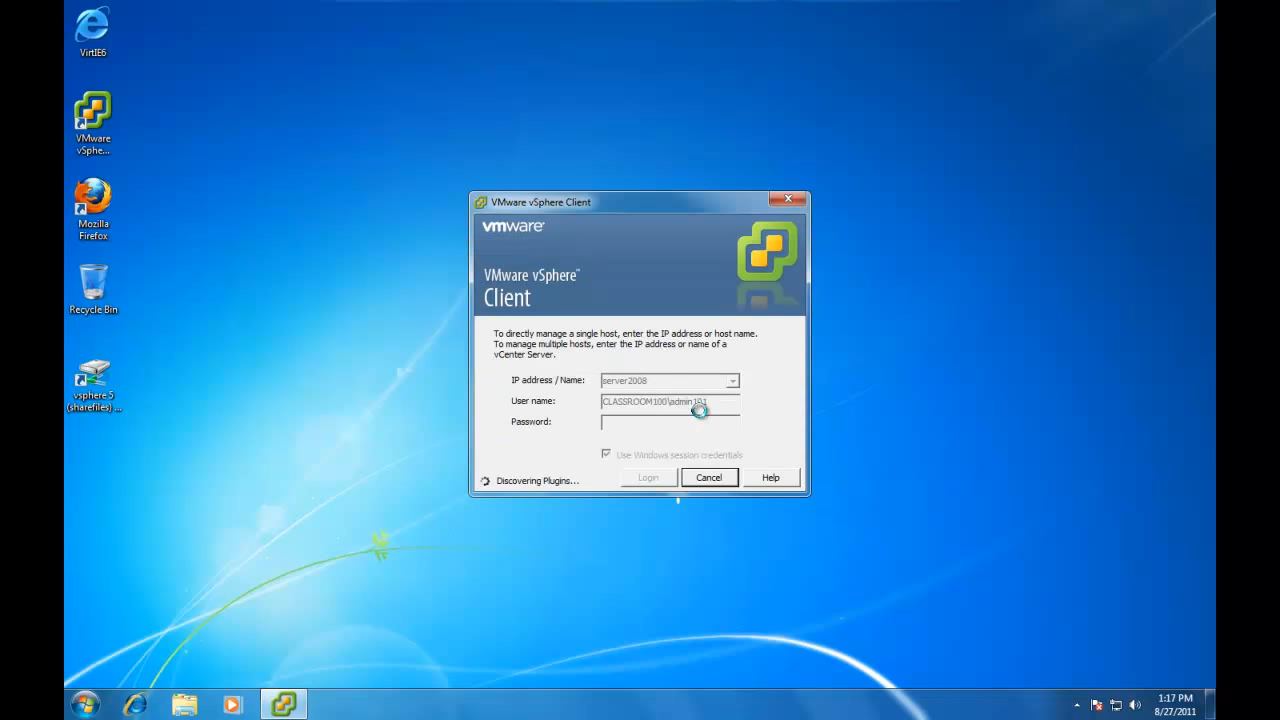 VirtIE6
VMware
vSphe...
Mozilla
Firefox
Recycle Bin
vsphere 5
(sharefiles) ...
VMware vSphere Client
vmware
VMware vSphere™
Client
To directly manage a single host, enter the IP address or host name.
To manage multiple hosts, enter the IP address or name of a
vCenter Server.
IP address / Name:
server2008
User name:
CLASSROOM100\admin101
Password:
Use Windows session credentials
Discovering Plugins...
Login
Cancel
Help
1:17 PM
8/27/2011